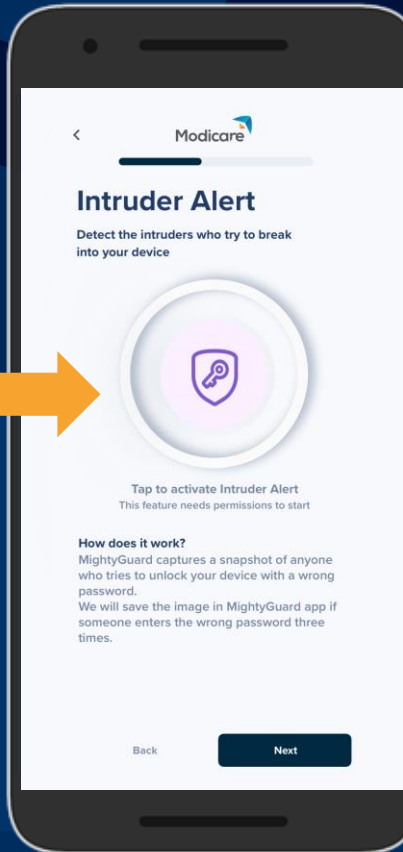 Modicare
Intruder Alert
Detect the intruders who try to break
into your device
Tap to activate Intruder Alert
This feature needs permissions to start
How does it work?
MightyGuard captures a snapshot of anyone
who tries to unlock your device with a wrong
password.
We will save the image in MightyGuard app if
someone enters the wrong password three
times.
Back
Next